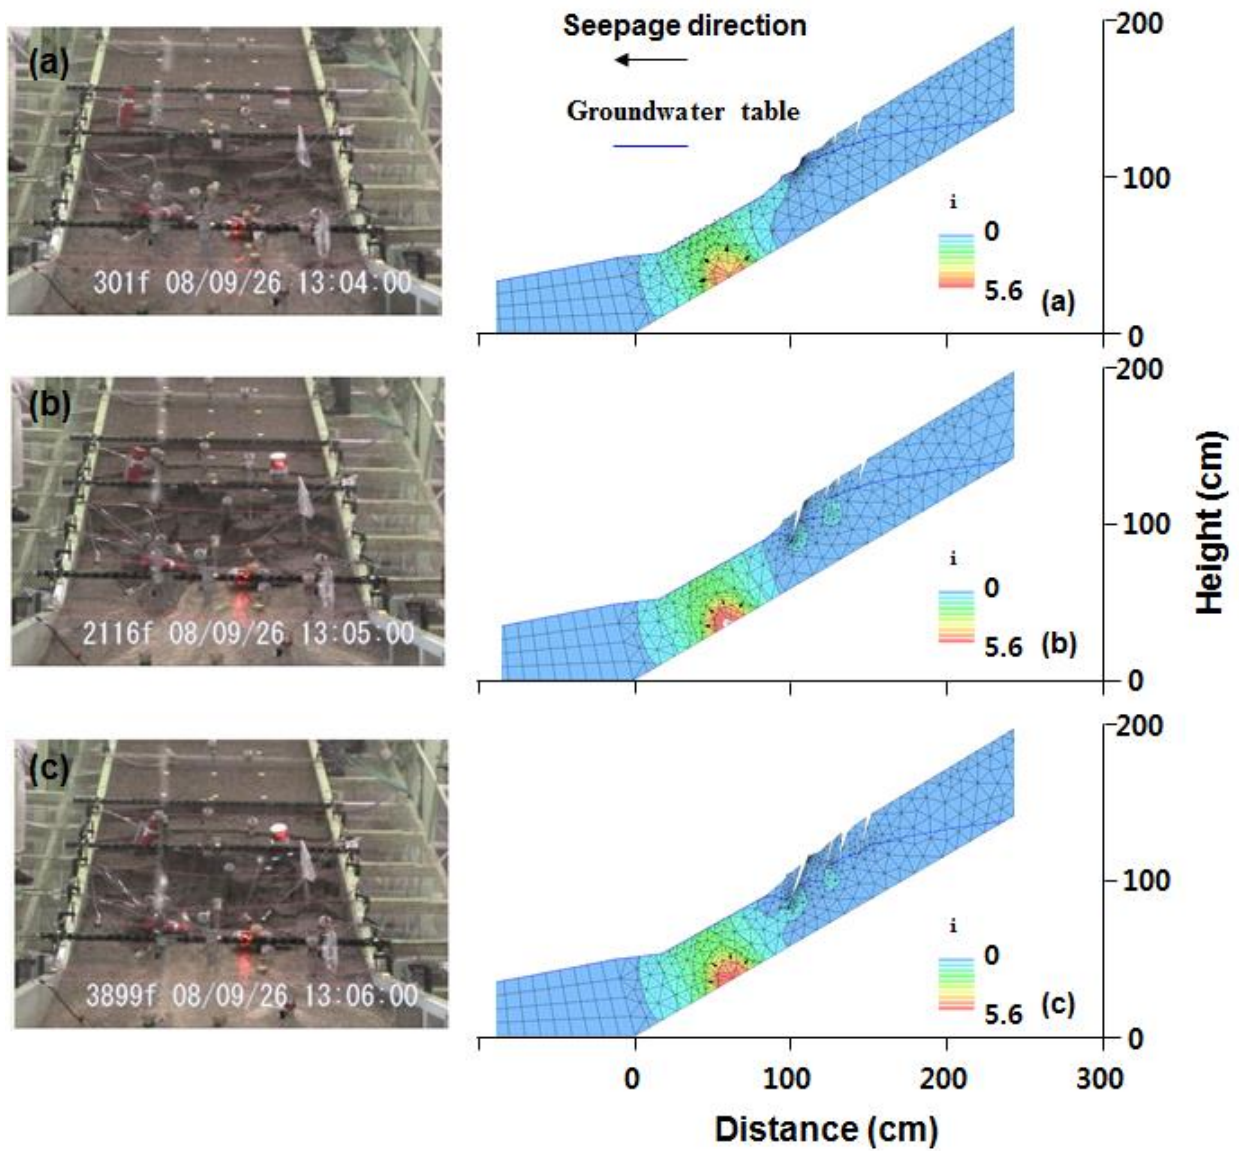 (a)
301f 08/09/26 13:04:00
Seepage direction
Groundwater table
200
100
0
i
0
5.6
(a)
(b)
2116f 08/09/26 13:05:00
200
100
0
i
0
5.6
(b)
Height (cm)
(c)
3899f 08/09/26 13:06:00
200
100
0
i
0
5.6
(c)
0 100 200 300
Distance (cm)